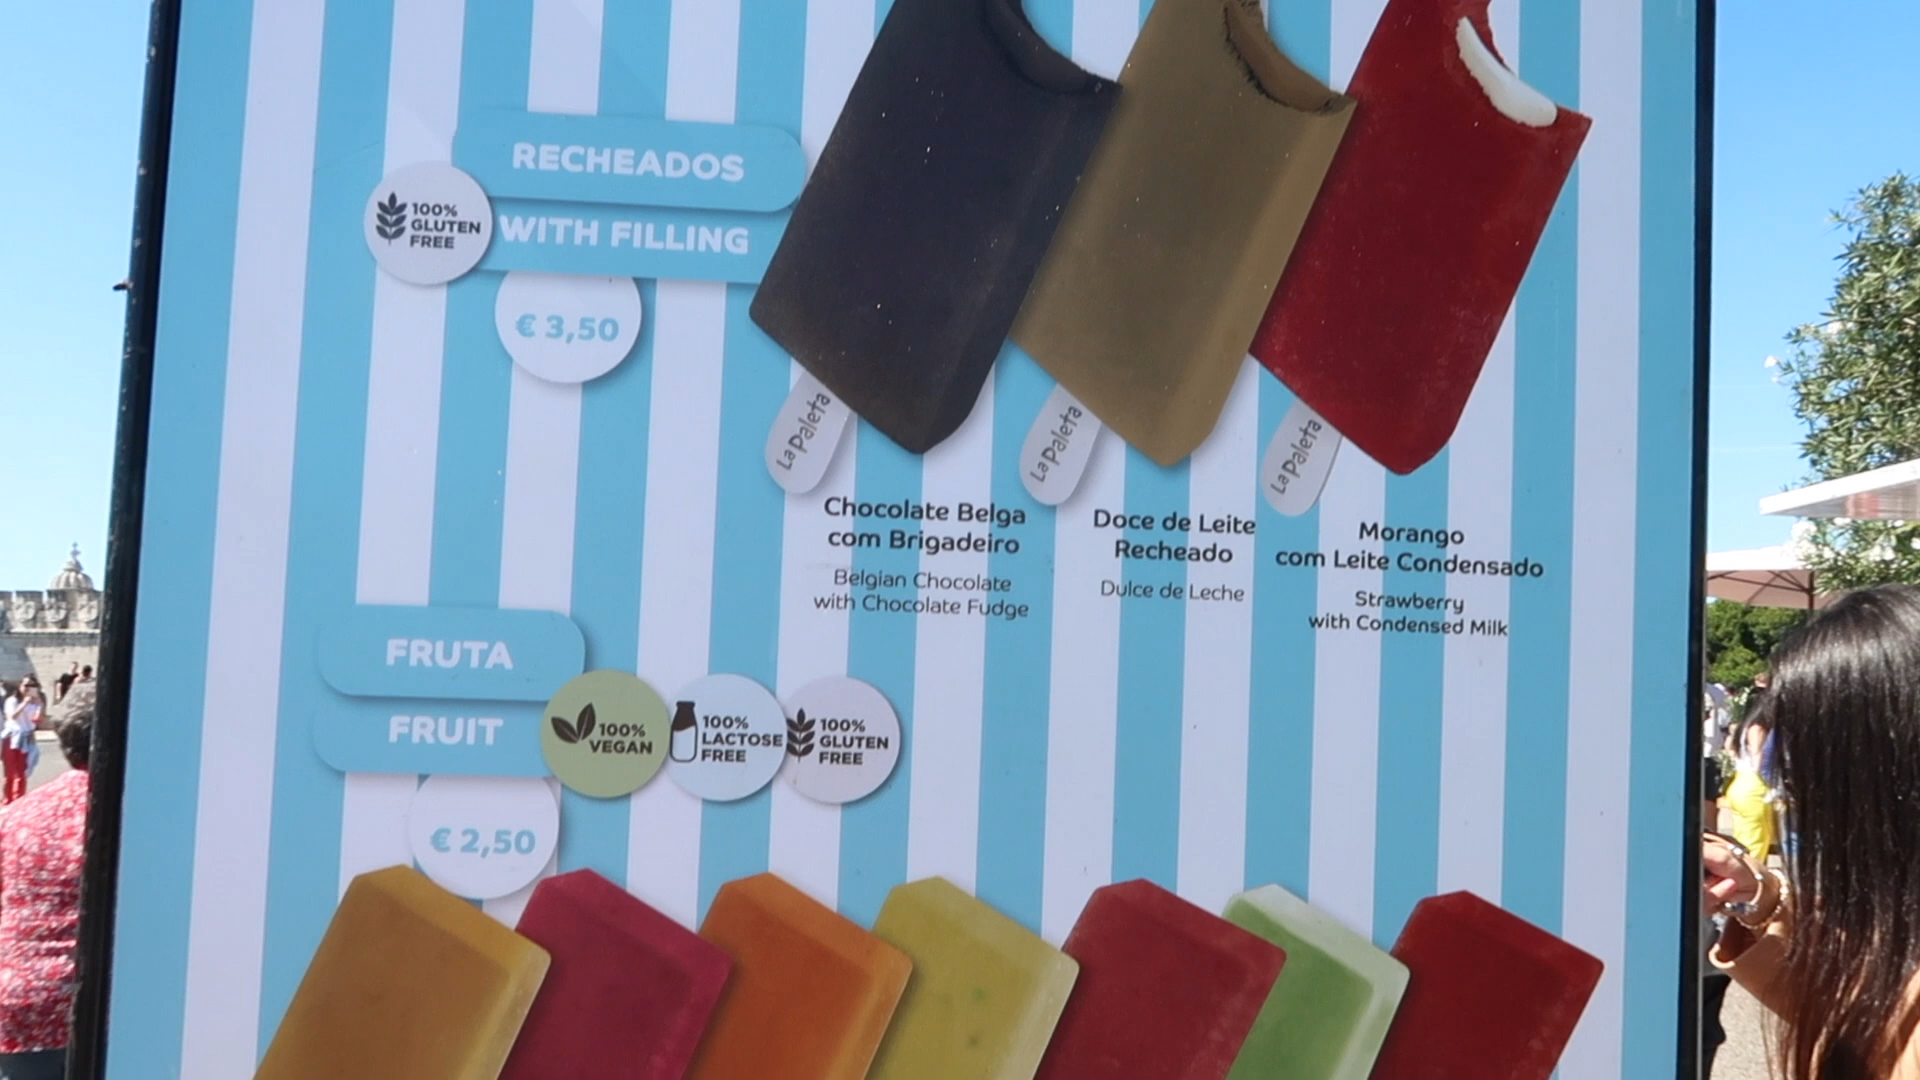 RECHEADOS
WITH FILLING
100%
GLUTEN
FREE
€ 3,50
La Paleta
La Paleta
La Paleta
Chocolate Belga
com Brigadeiro
Belgian Chocolate
with Chocolate Fudge
Doce de Leite
Recheado
Dulce de Leche
Morango
com Leite Condensado
Strawberry
with Condensed Milk
FRUTA
FRUIT
100%
VEGAN
100%
LACTOSE
FREE
100%
GLUTEN
FREE
€ 2,50